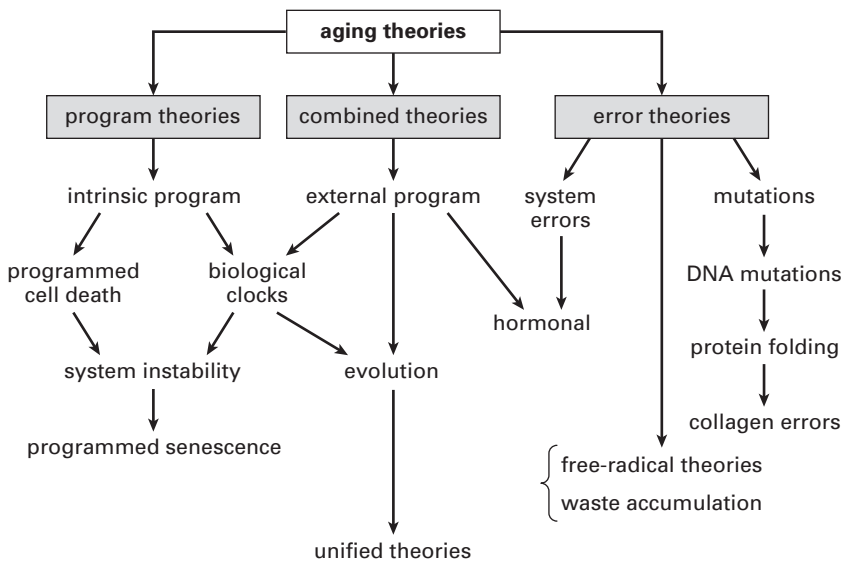 aging theories
program theories
combined theories
error theories
intrinsic program
external program
system
errors
mutations
programmed
cell death
biological
clocks
DNA mutations
hormonal
protein folding
system instability
evolution
collagen errors
programmed senescence
free-radical theories
waste accumulation
unified theories